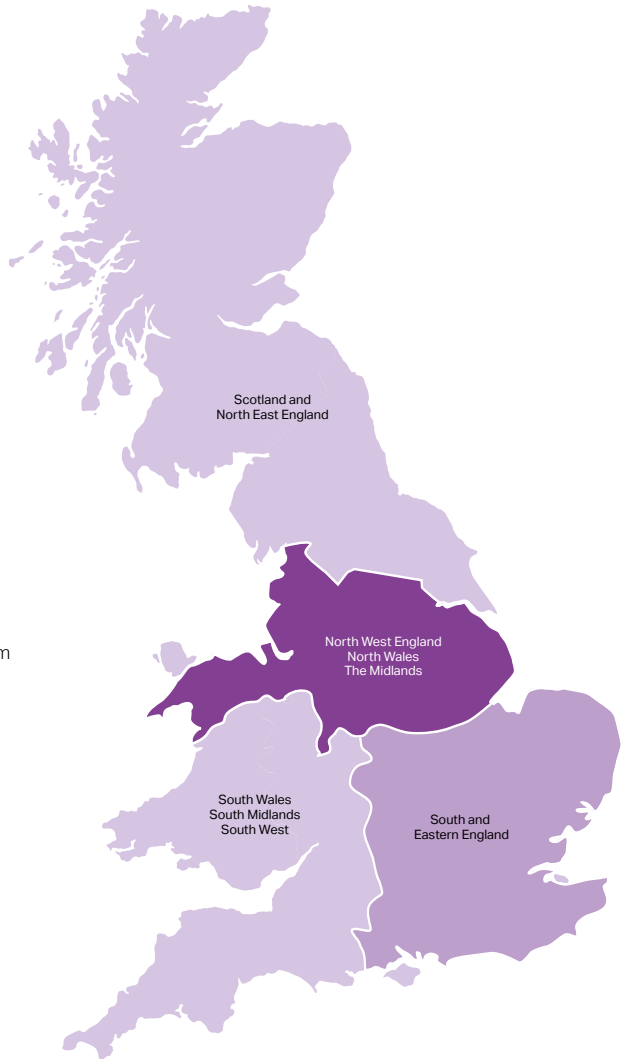 Scotland and
North East England
m
North West England
North Wales
The Midlands
South Wales
South Midlands
South West
South and
Eastern England